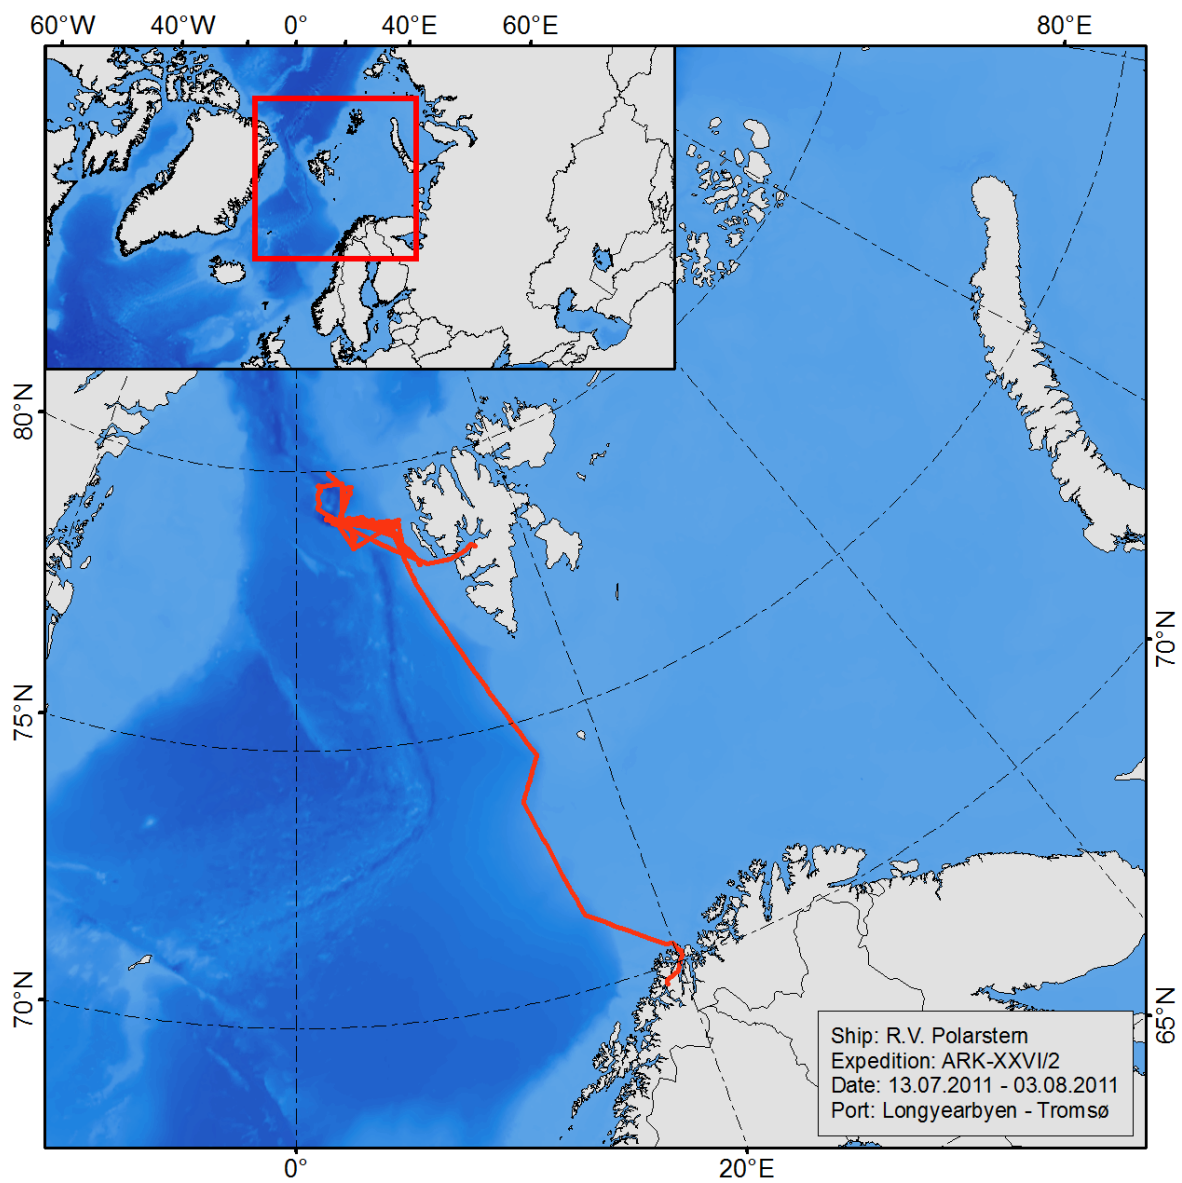 60°W 40°W 0° 40°E 60°E 80°E
80°N
75°N
70°N
70°N
65°N
Ship: R.V. Polarstern
Expedition: ARK-XXVI/2
Date: 13.07.2011 - 03.08.2011
Port: Longyearbyen - Tromsø
0° 20°E